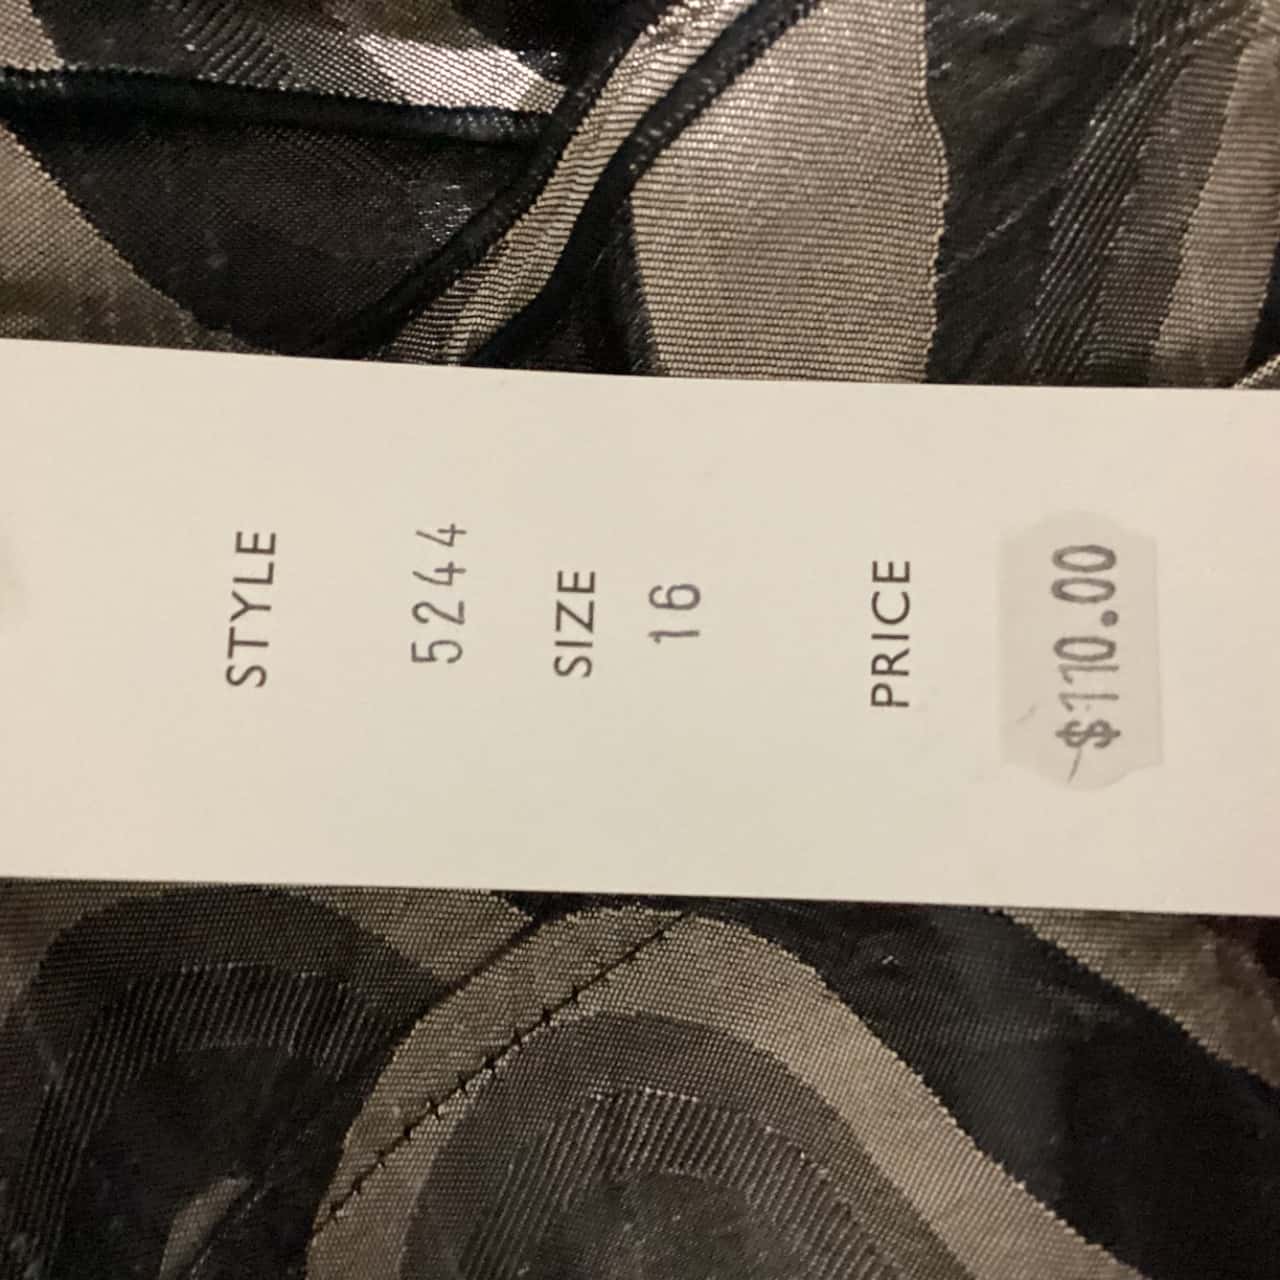 STYLE
5244
SIZE
16
PRICE
$110.00